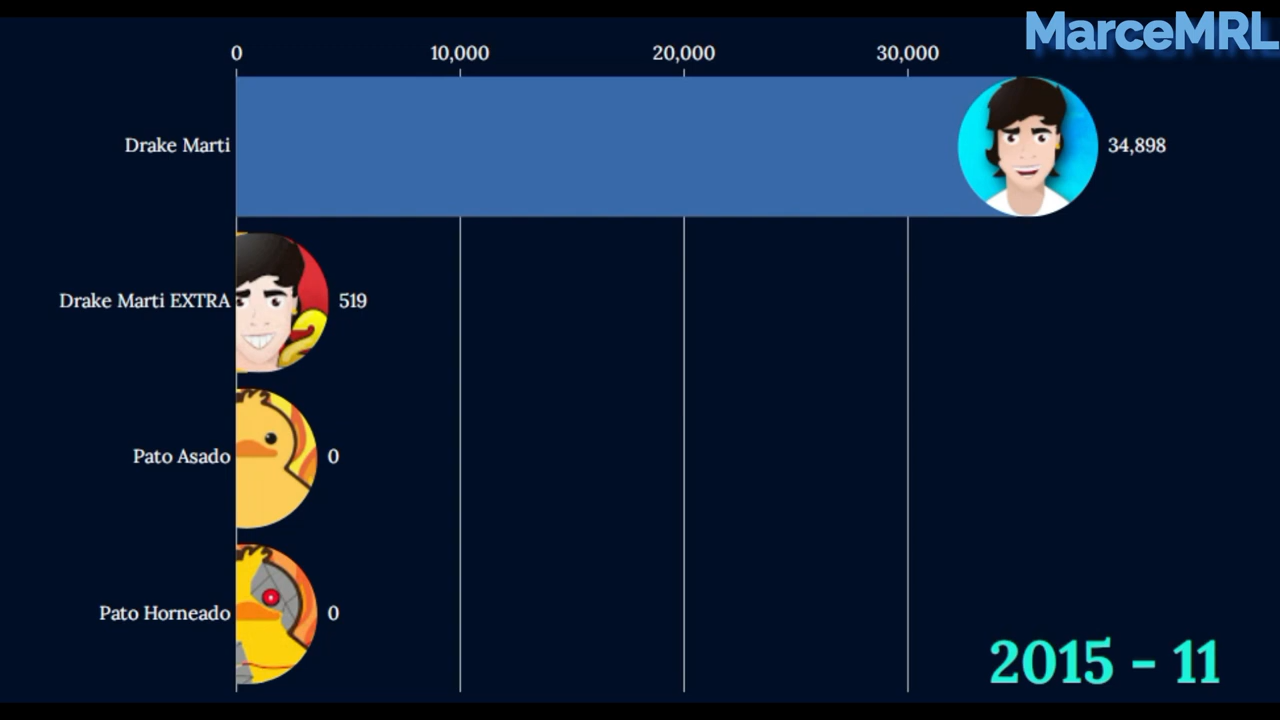 MarceMRL
0 10,000 20,000 30,000
Drake Marti 34,898
Drake Marti EXTRA 519
Pato Asado 0
Pato Horneado 0
2015 - 11